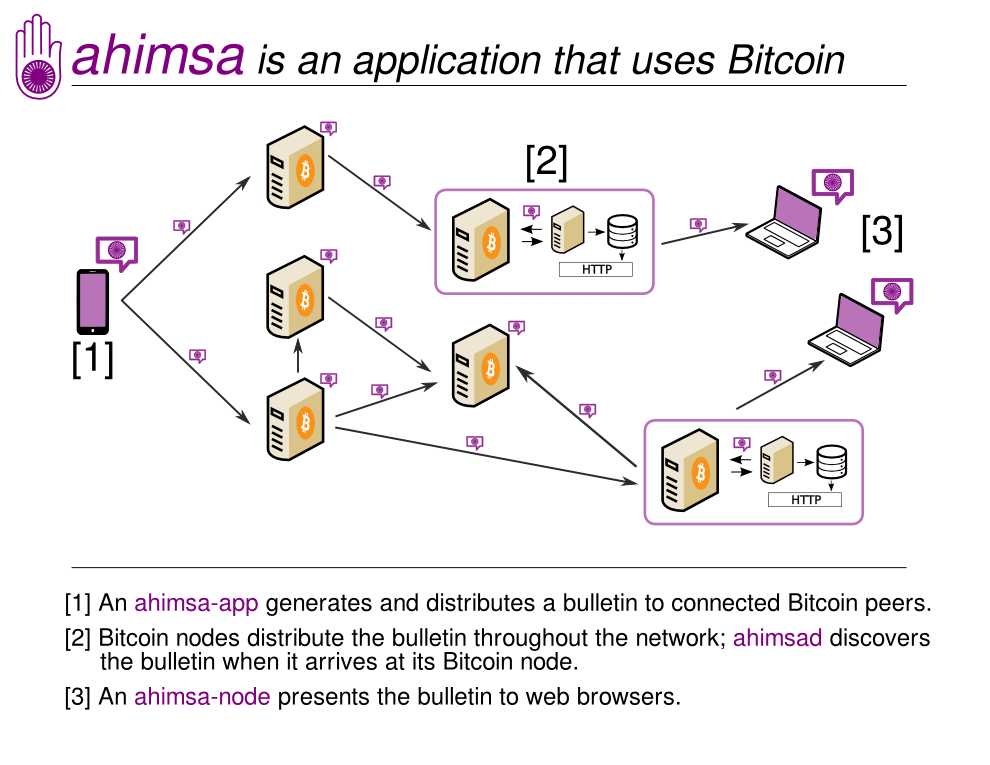 ahimsa is an application that uses Bitcoin
[2]
[3]
HTTP
[1]
HTTP
[1] An ahimsa-app generates and distributes a bulletin to connected Bitcoin peers.
[2] Bitcoin nodes distribute the bulletin throughout the network; ahimsad discovers
the bulletin when it arrives at its Bitcoin node.
[3] An ahimsa-node presents the bulletin to web browsers.